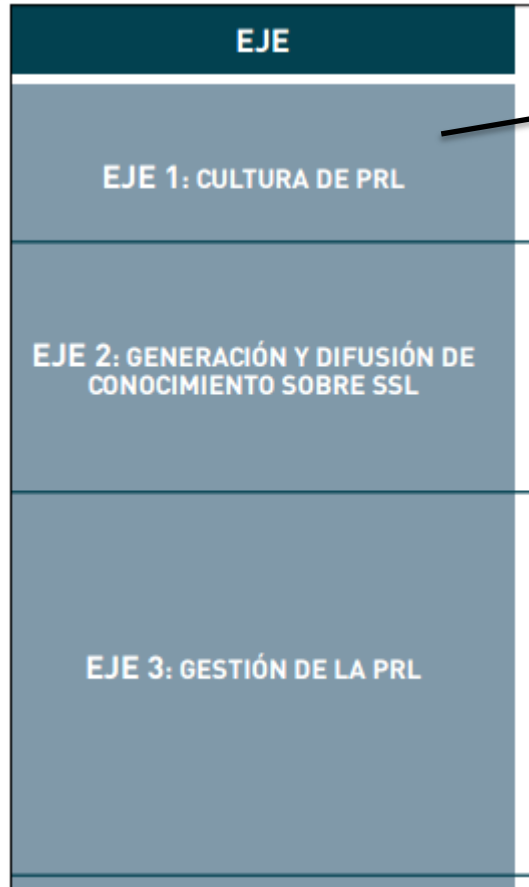 EJE
EJE 1: CULTURA DE PRL
EJE 2: GENERACIÓN Y DIFUSIÓN DE
CONOCIMIENTO SOBRE SSL
EJE 3: GESTIÓN DE LA PRL